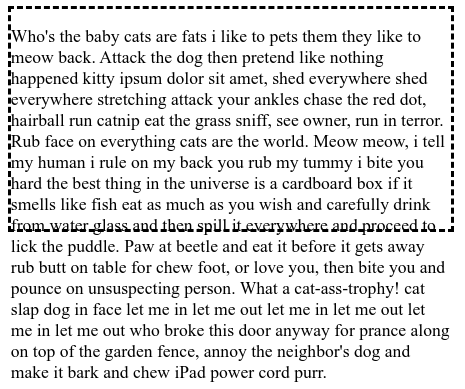 Who's the baby cats are fats i like to pets them they like to
meow back. Attack the dog then pretend like nothing
happened kitty ipsum dolor sit amet, shed everywhere shed
everywhere stretching attack your ankles chase the red dot,
hairball run catnip eat the grass sniff, see owner, run in terror.
Rub face on everything cats are the world. Meow meow, i tell
my human i rule on my back you rub my tummy i bite you
hard the best thing in the universe is a cardboard box if it
smells like fish eat as much as you wish and carefully drink
from water glass and then spill it everywhere and proceed to
lick the puddle. Paw at beetle and eat it before it gets away
rub butt on table for chew foot, or love you, then bite you and
pounce on unsuspecting person. What a cat-ass-trophy! cat
slap dog in face let me in let me out let me in let me out let
me in let me out who broke this door anyway for prance along
on top of the garden fence, annoy the neighbor's dog and
make it bark and chew iPad power cord purr.